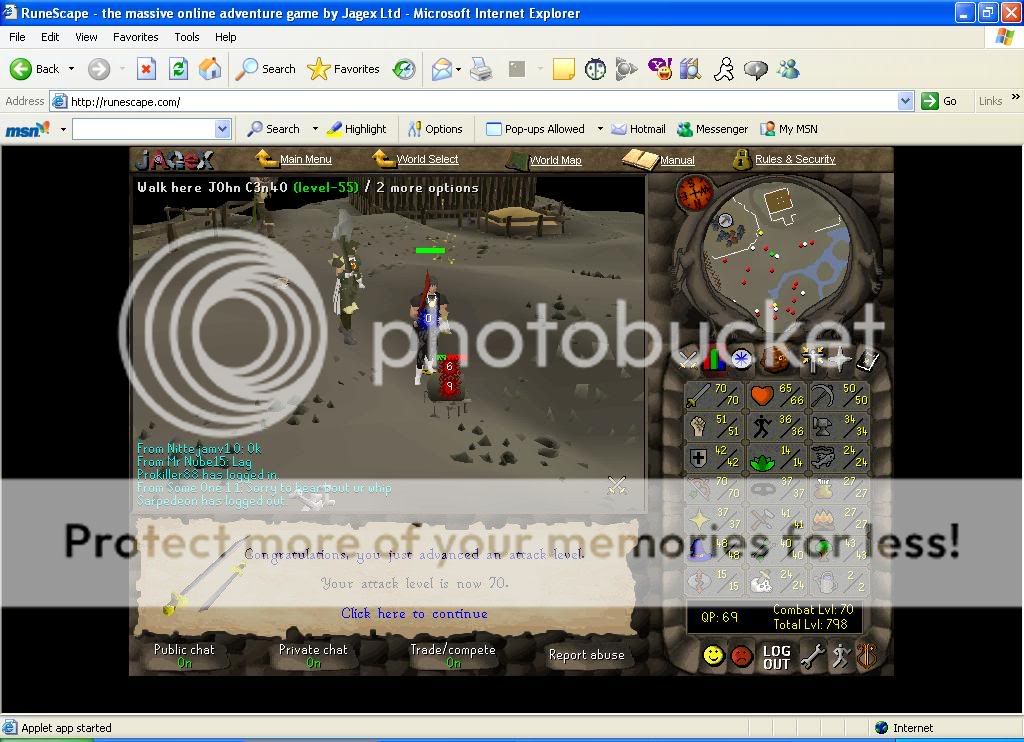 RuneScape - the massive online adventure game by Jagex Ltd - Microsoft Internet Explorer
File Edit View Favorites Tools Help
Back Search Favorites
Address http://runescape.com/ Go Links »
msn Search Highlight Options Pop-ups Allowed Hotmail Messenger My MSN
JAGEX Main Menu World Select World Map Manual Rules & Security
Walk here J0hn C3n40 (level-55) / 2 more options
0
6
9
photobucket
From Nittejamv10: Ok
From Mr Nube15: Lag
Prokiller88 has logged in.
From Some One 11: Sorry to hear bout ur whip
Sarpedeon has logged out.
70/70 65/66 50/50
51/51 36/36 34/34
42/42 14/14 24/24
70/70 37/37 27/27
37/37 41/41 27/27
48/48 40/40 43/43
15/15 24/24 2/2
Protect more of your memories for less!
Congratulations, you just advanced an attack level.
Your attack level is now 70.
Click here to continue
QP: 69 Combat Lvl: 70
Total Lvl: 798
Public chat Private chat Trade/compete Report abuse
On On On
LOG
OUT
Applet app started Internet